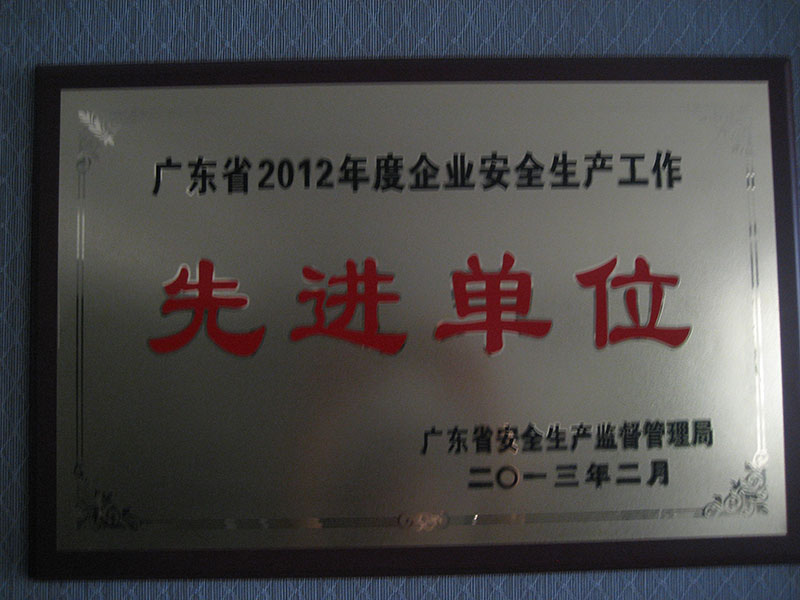 广东省2012年度企业安全生产工作
先进单位
广东省安全生产监督管理局
二〇一三年二月